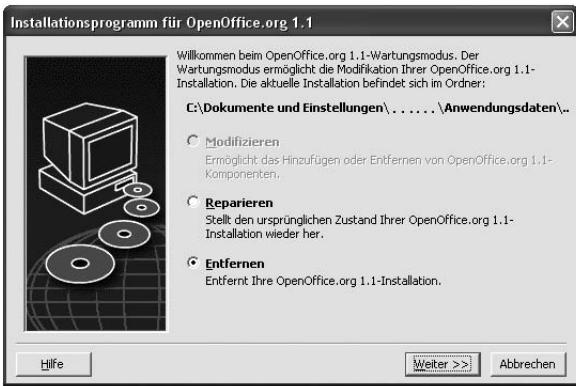 Installationsprogramm für OpenOffice.org 1.1
Willkommen beim OpenOffice.org 1.1-Wartungsmodus. Der
Wartungsmodus ermöglicht die Modifikation Ihrer OpenOffice.org 1.1-
Installation. Die aktuelle Installation befindet sich im Ordner:
C:\Dokumente und Einstellungen\ . . . . . . \Anwendungsdaten\..
Modifizieren
Ermöglicht das Hinzufügen oder Entfernen von OpenOffice.org 1.1-
Komponenten.
Reparieren
Stellt den ursprünglichen Zustand Ihrer OpenOffice.org 1.1-
Installation wieder her.
Entfernen
Entfernt Ihre OpenOffice.org 1.1-Installation.
Hilfe
Weiter >>
Abbrechen